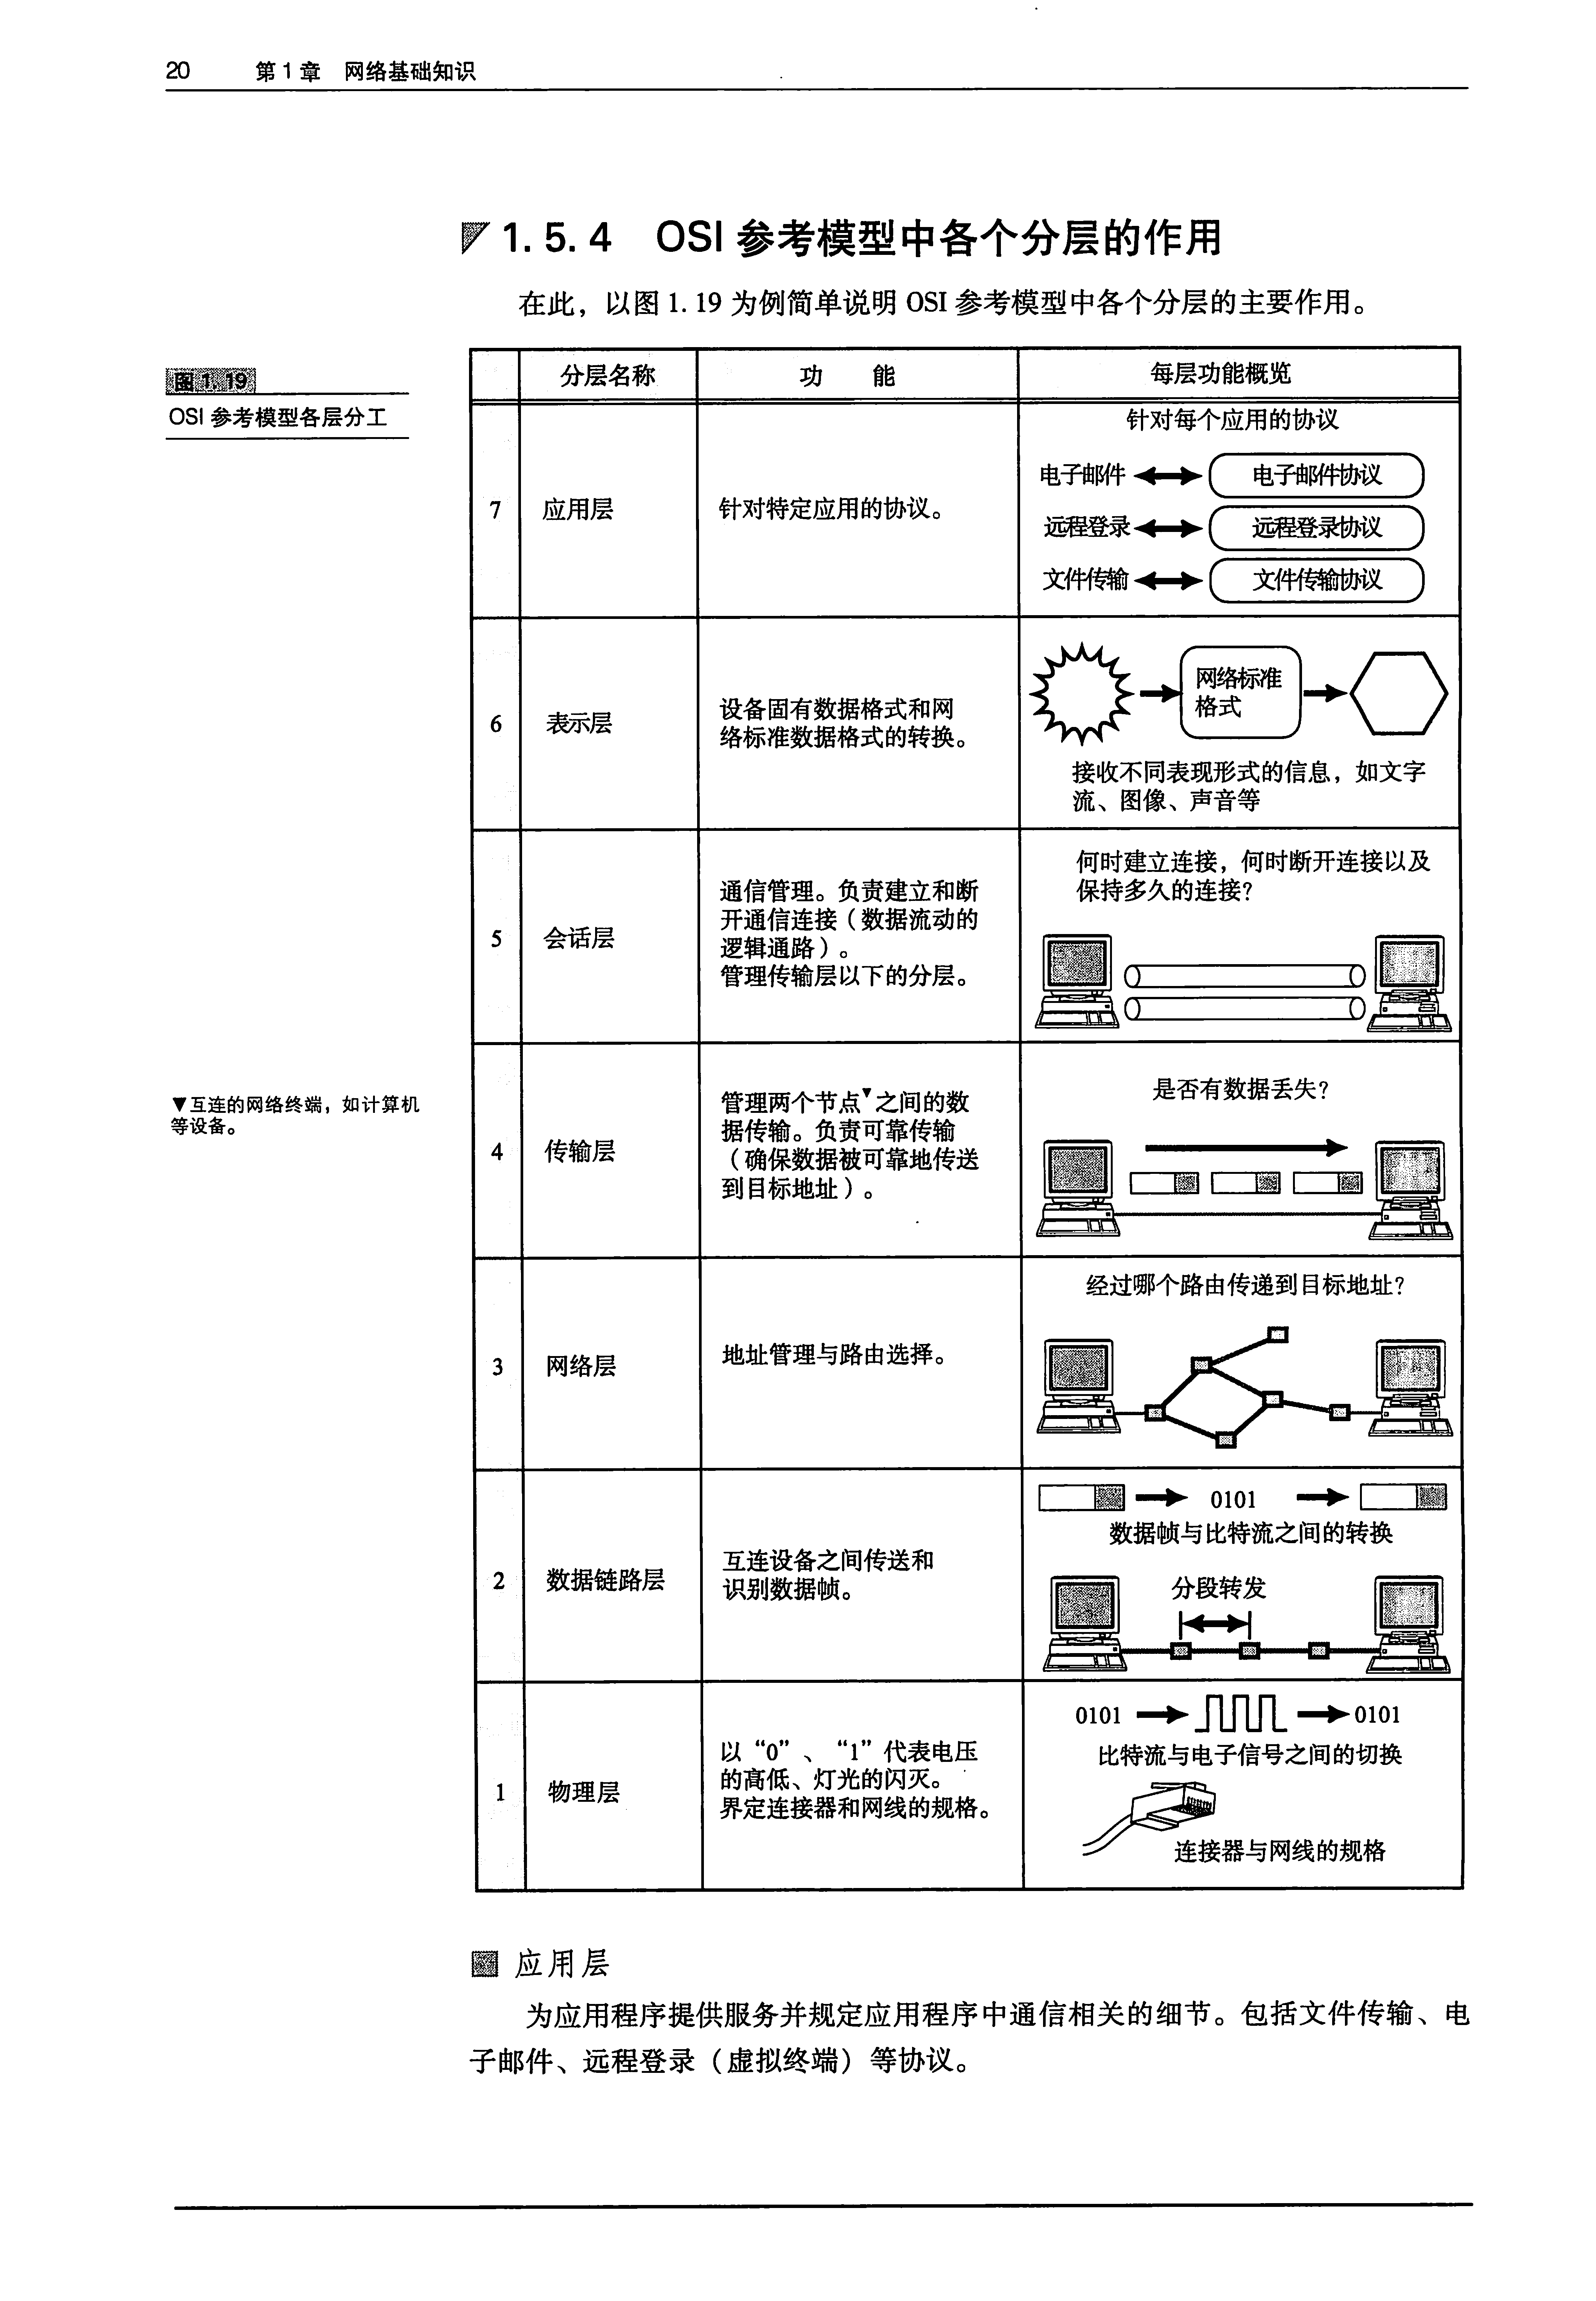 20 第1章 网络基础知识
1.5.4 OSI参考模型中各个分层的作用
在此，以图1.19为例简单说明OSI参考模型中各个分层的主要作用。
图1.19
OSI参考模型各层分工
分层名称 功 能 每层功能概览
7 应用层 针对特定应用的协议。
针对每个应用的协议
电子邮件 电子邮件协议
远程登录 远程登录协议
文件传输 文件传输协议
6 表示层
设备固有数据格式和网
络标准数据格式的转换。
网络标准
格式
接收不同表现形式的信息，如文字
流、图像、声音等
5 会话层
通信管理。负责建立和断
开通信连接（数据流动的
逻辑通路）。
管理传输层以下的分层。
何时建立连接，何时断开连接以及
保持多久的连接？
▼互连的网络终端，如计算机
等设备。
4 传输层
管理两个节点▼之间的数
据传输。负责可靠传输
（确保数据被可靠地传送
到目标地址）。
是否有数据丢失？
3 网络层 地址管理与路由选择。
经过哪个路由传递到目标地址？
2 数据链路层
互连设备之间传送和
识别数据帧。
0101
数据帧与比特流之间的转换
分段转发
1 物理层
以“0”、“1”代表电压
的高低、灯光的闪灭。
界定连接器和网线的规格。
0101 0101
比特流与电子信号之间的切换
连接器与网线的规格
应用层
为应用程序提供服务并规定应用程序中通信相关的细节。包括文件传输、电
子邮件、远程登录（虚拟终端）等协议。